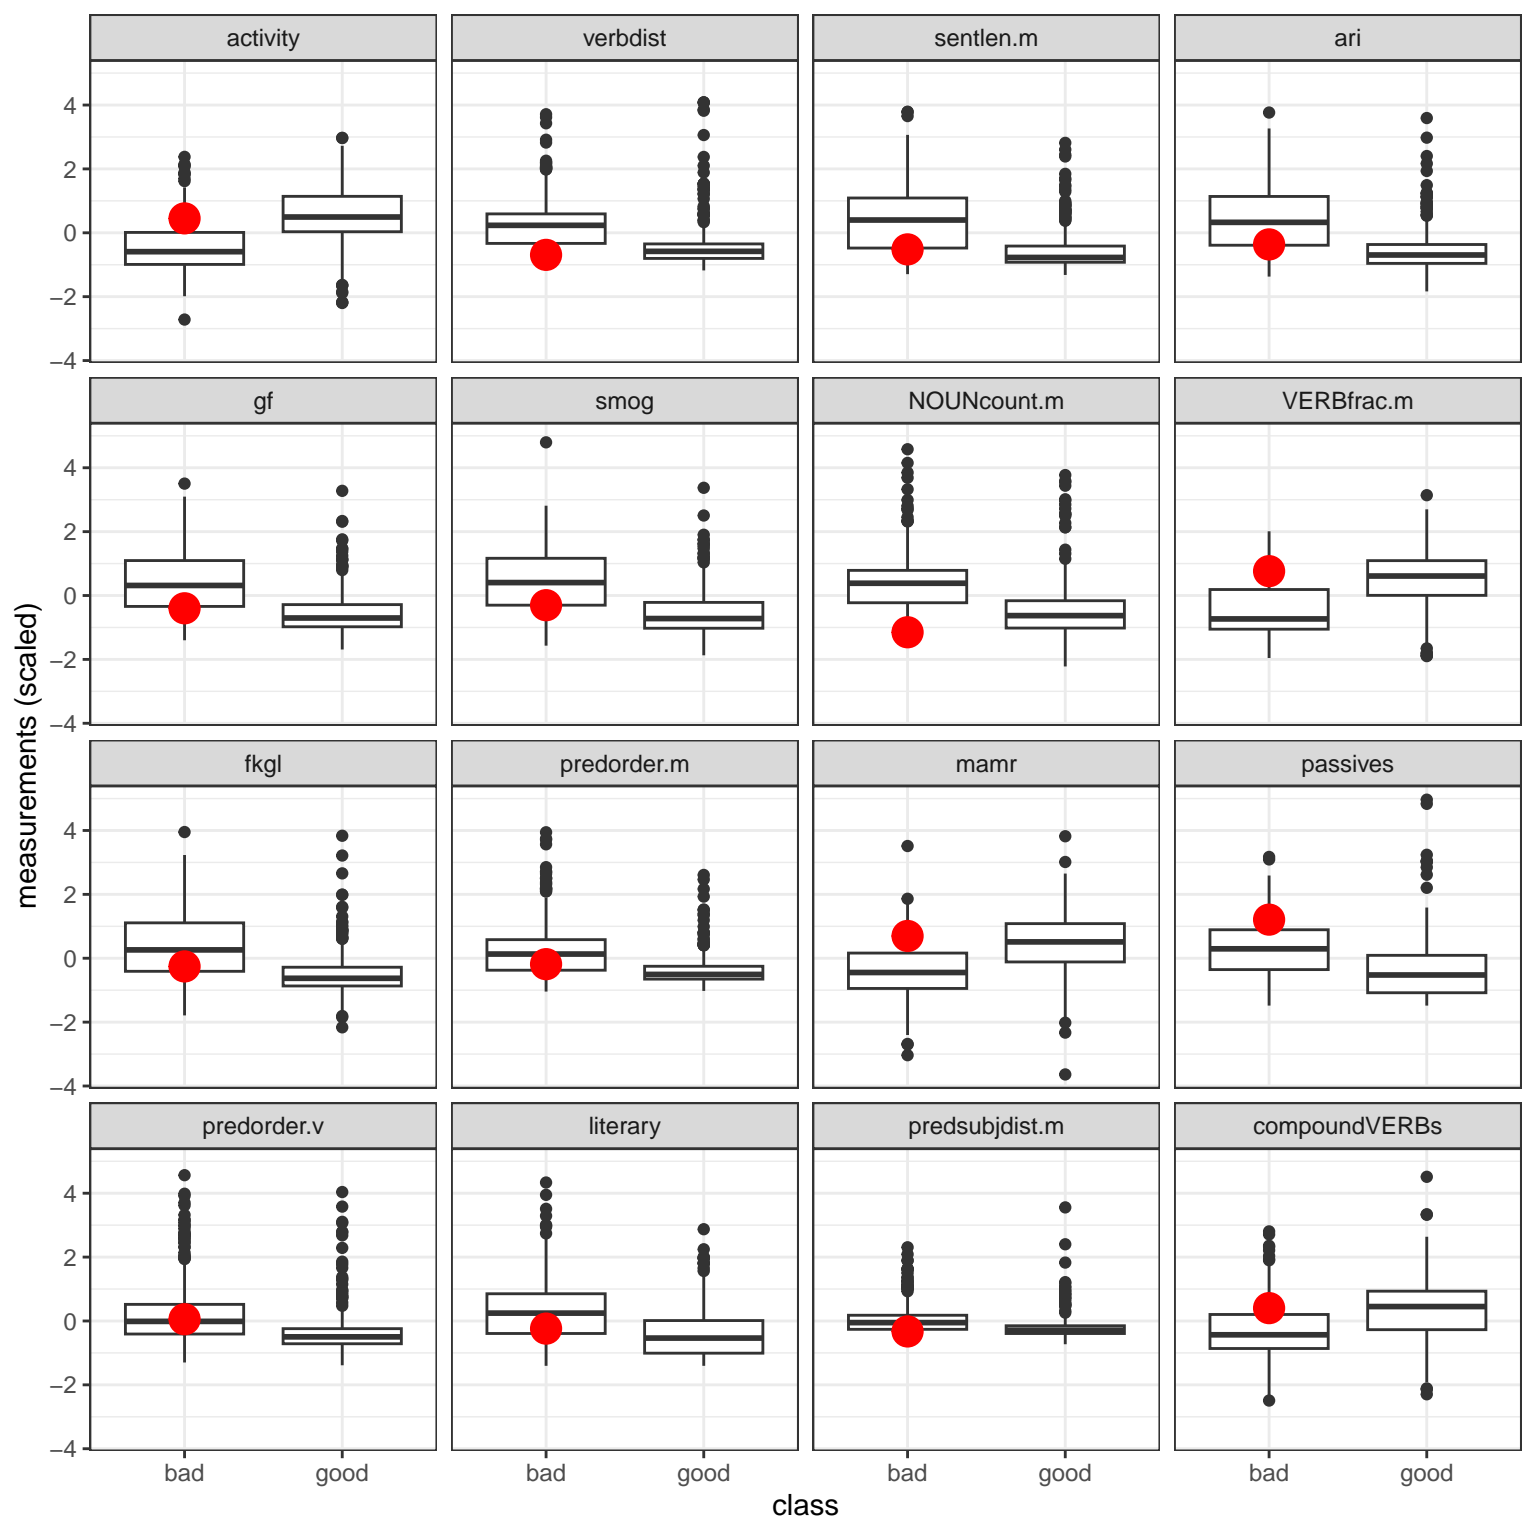 activity verbdist sentlen.m ari
4
2
0
−2
−4
gf smog NOUNcount.m VERBfrac.m
4
2
0
−2
−4
measurements (scaled)
fkgl predorder.m mamr passives
4
2
0
−2
−4
predorder.v literary predsubjdist.m compoundVERBs
4
2
0
−2
−4
bad good bad good bad good bad good
class